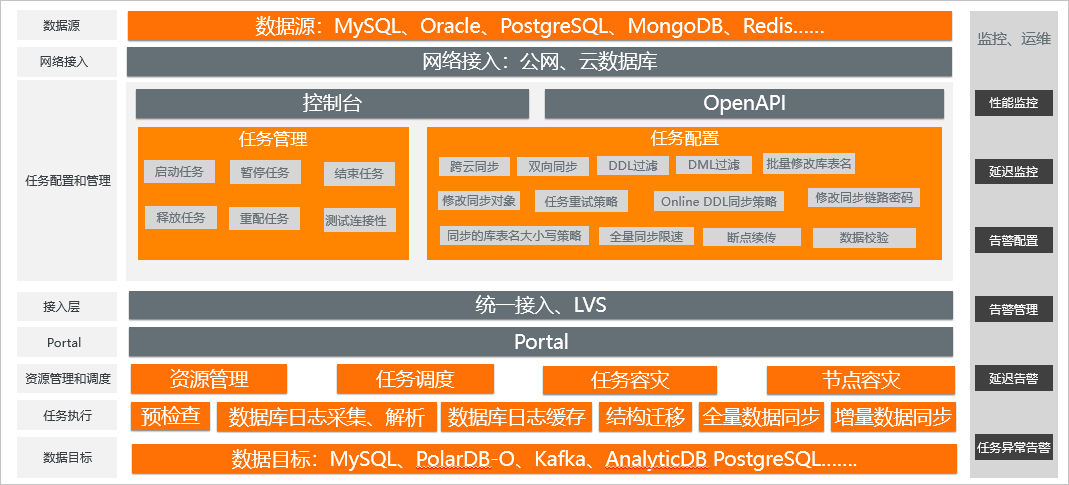 数据源
数据源：MySQL、Oracle、PostgreSQL、MongoDB、Redis......
网络接入
网络接入：公网、云数据库
任务配置和管理
控制台
OpenAPI
任务管理
启动任务
暂停任务
结束任务
释放任务
重配任务
测试连接性
任务配置
跨云同步
双向同步
DDL过滤
DML过滤
批量修改库表名
修改同步对象
任务重试策略
Online DDL同步策略
修改同步链路密码
同步的库表名大小写策略
全量同步限速
断点续传
数据校验
接入层
统一接入、LVS
Portal
Portal
资源管理和调度
资源管理
任务调度
任务容灾
节点容灾
任务执行
预检查
数据库日志采集、解析
数据库日志缓存
结构迁移
全量数据同步
增量数据同步
数据目标
数据目标：MySQL、PolarDB-O、Kafka、AnalyticDB PostgreSQL.......
监控、运维
性能监控
延迟监控
告警配置
告警管理
延迟告警
任务异常告警